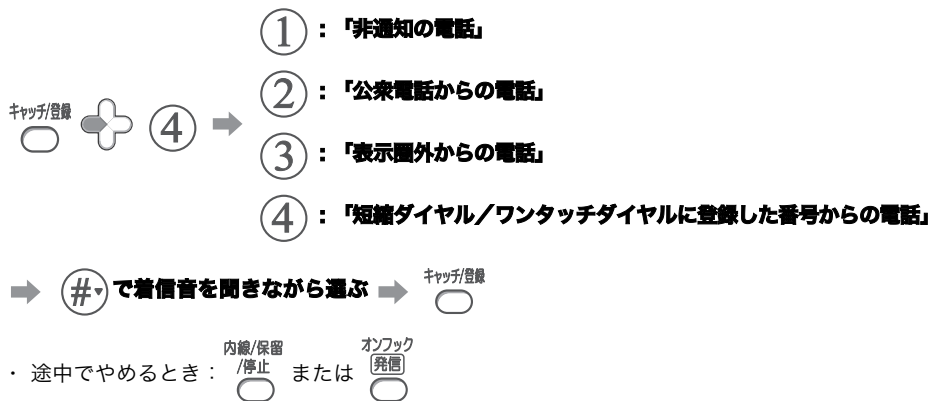 ①：「非通知の電話」
②：「公衆電話からの電話」
キャッチ/登録 ④
③：「表示圏外からの電話」
④：「短縮ダイヤル／ワンタッチダイヤルに登録した番号からの電話」
#で着信音を聞きながら選ぶ キャッチ/登録
・途中でやめるとき： 内線/保留/停止 または オンフック 発信